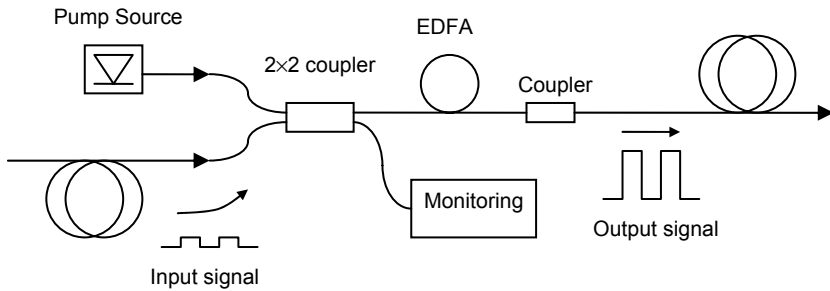 Pump Source
EDFA
2×2 coupler
Coupler
Monitoring
Output signal
Input signal